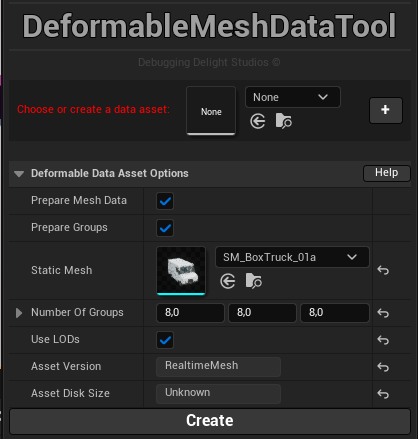 DeformableMeshDataTool
Debugging Delight Studios ©
Choose or create a data asset:
None
None
+
Deformable Data Asset Options
Help
Prepare Mesh Data
Prepare Groups
Static Mesh
SM_BoxTruck_01a
Number Of Groups
8,0
8,0
8,0
Use LODs
Asset Version
RealtimeMesh
Asset Disk Size
Unknown
Create